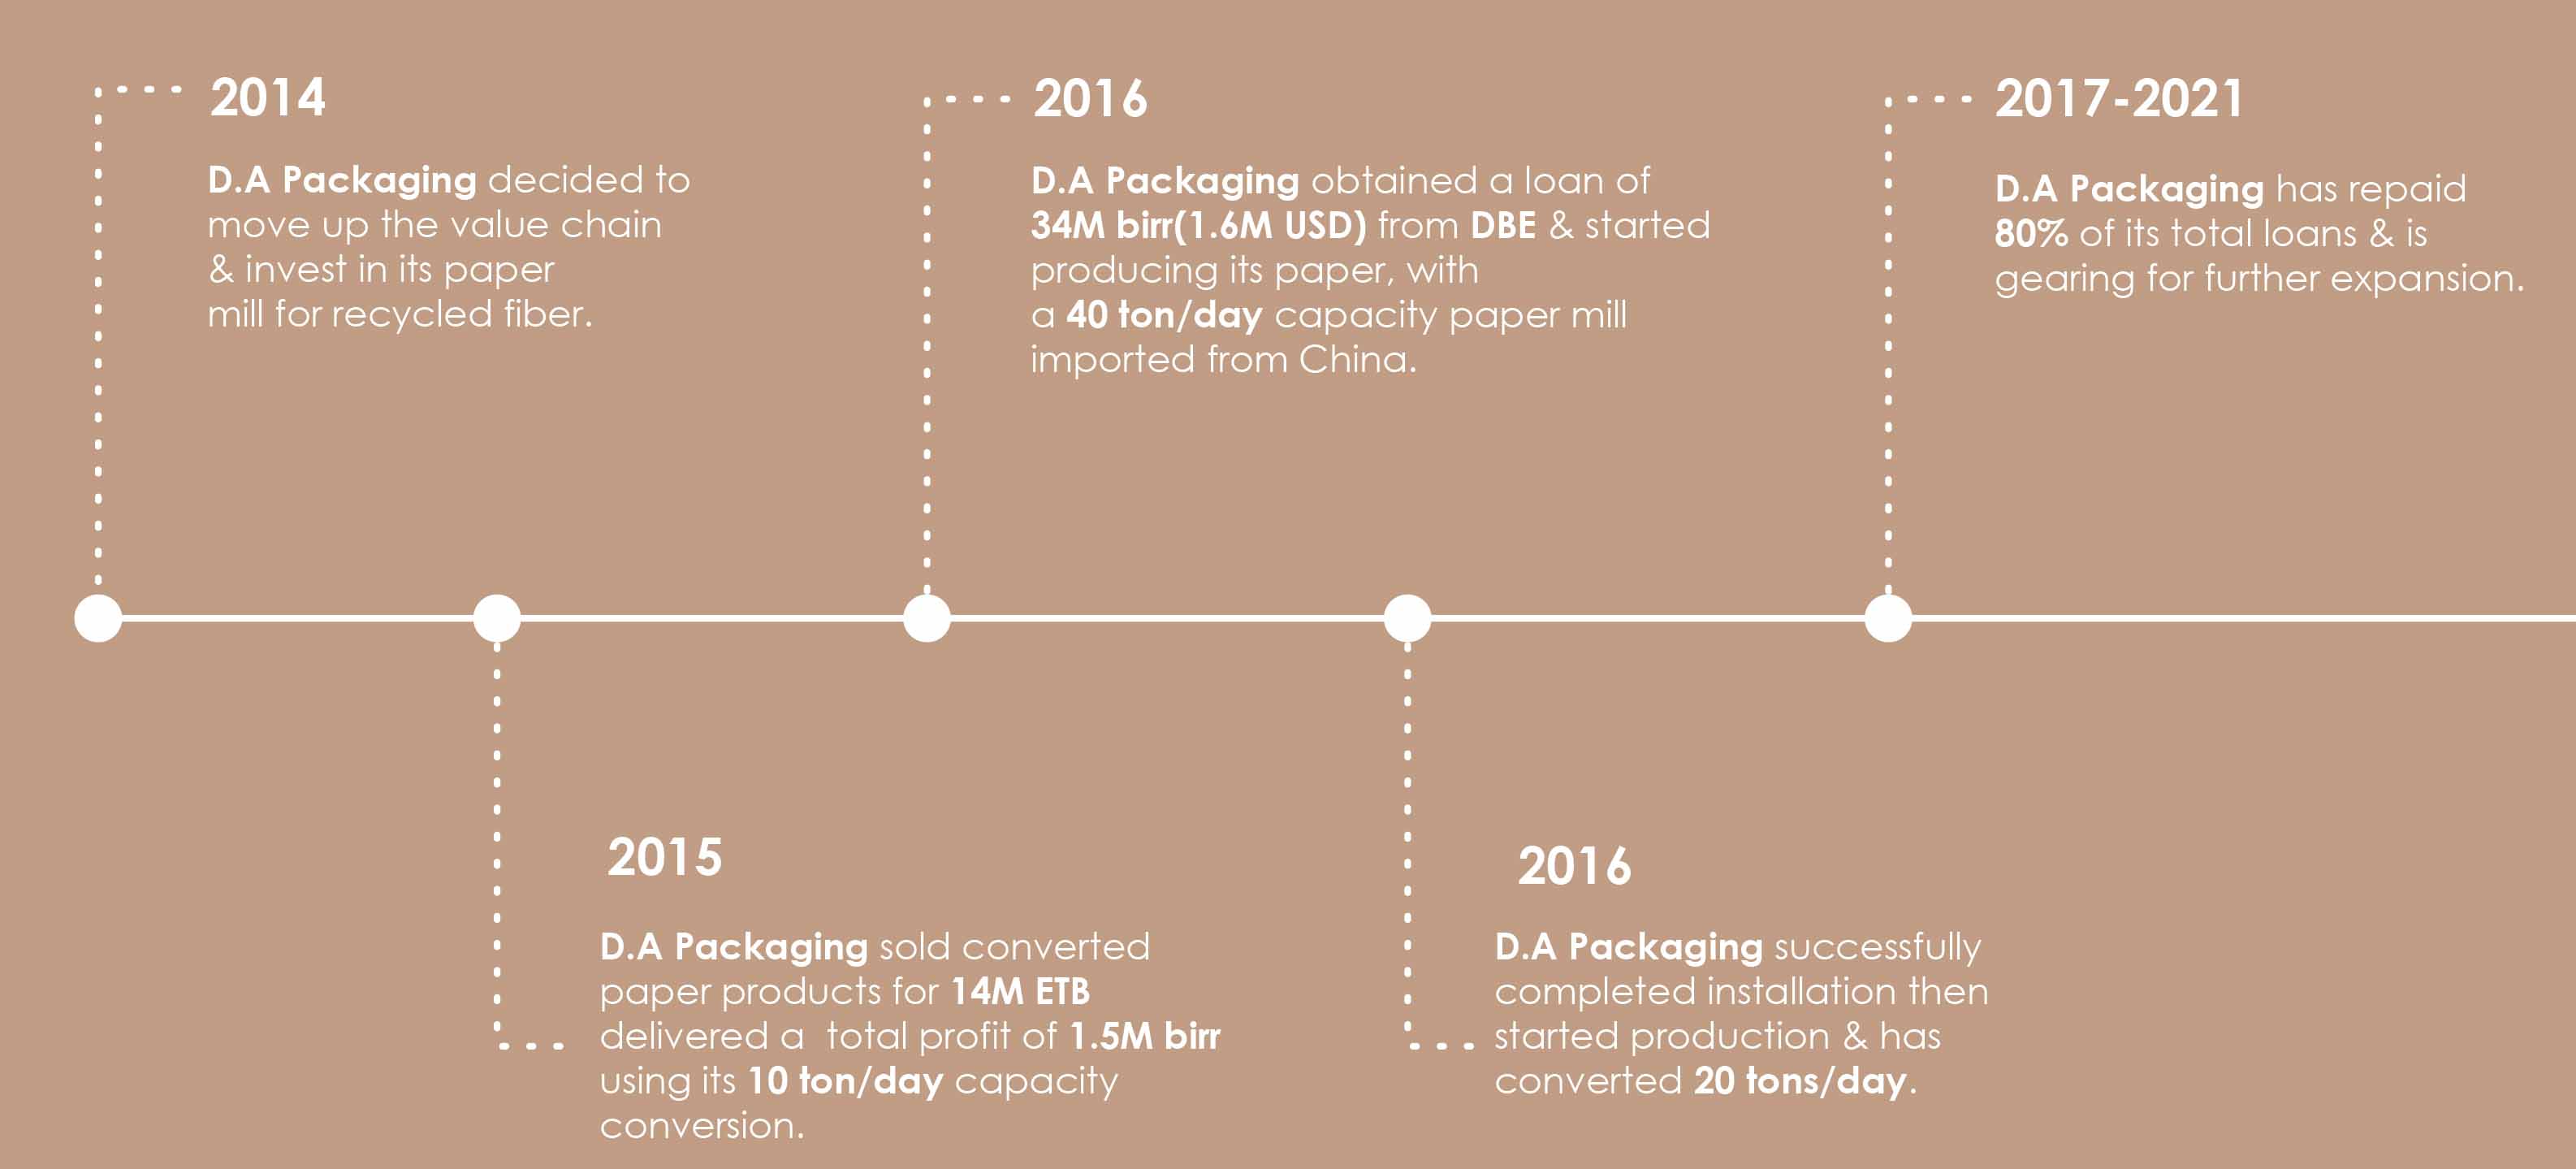 2014
D.A Packaging decided to
move up the value chain
& invest in its paper
mill for recycled fiber.
2015
D.A Packaging sold converted
paper products for 14M ETB
delivered a  total profit of 1.5M birr
using its 10 ton/day capacity
conversion.
2016
D.A Packaging obtained a loan of
34M birr(1.6M USD) from DBE & started
producing its paper, with
a 40 ton/day capacity paper mill
imported from China.
2016
D.A Packaging successfully
completed installation then
started production & has
converted 20 tons/day.
2017-2021
D.A Packaging has repaid
80% of its total loans & is
gearing for further expansion.